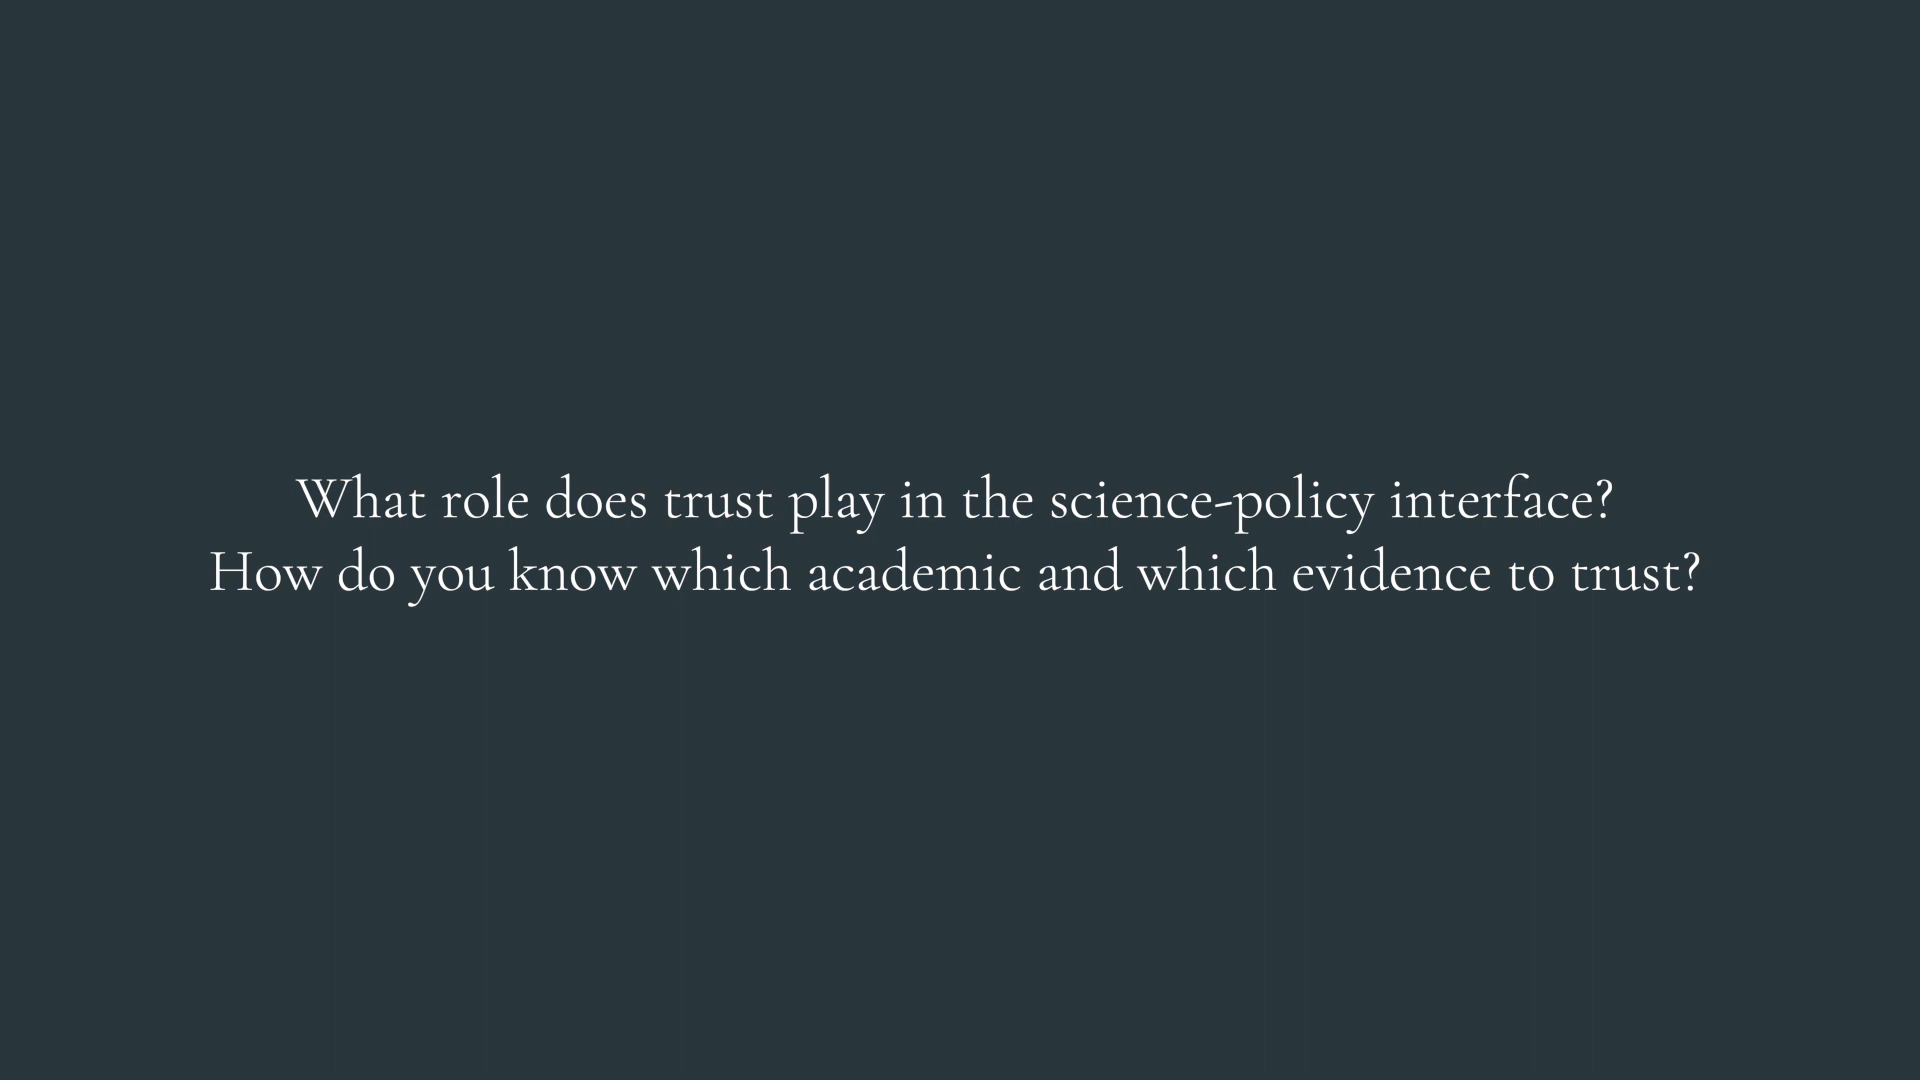 What role does trust play in the science-policy interface?
How do you know which academic and which evidence to trust?